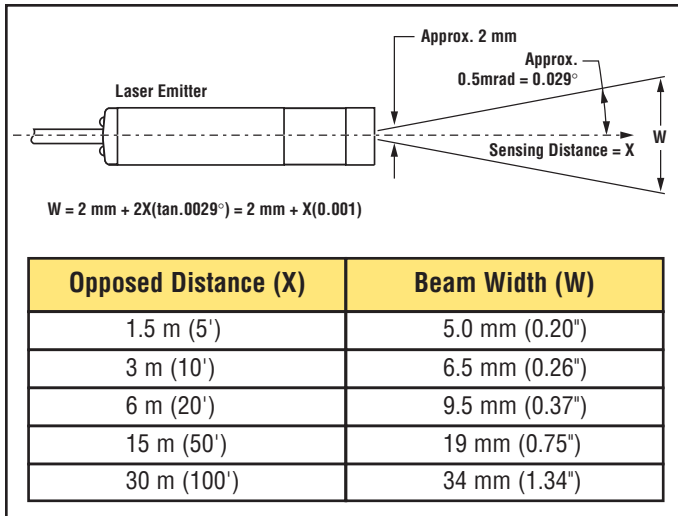 Approx. 2 mm
Approx.
0.5mrad = 0.029°
Laser Emitter
W
Sensing Distance = X
W = 2 mm + 2X(tan.0029°) = 2 mm + X(0.001)
Opposed Distance (X) Beam Width (W)
1.5 m (5') 5.0 mm (0.20")
3 m (10') 6.5 mm (0.26")
6 m (20') 9.5 mm (0.37")
15 m (50') 19 mm (0.75")
30 m (100') 34 mm (1.34")